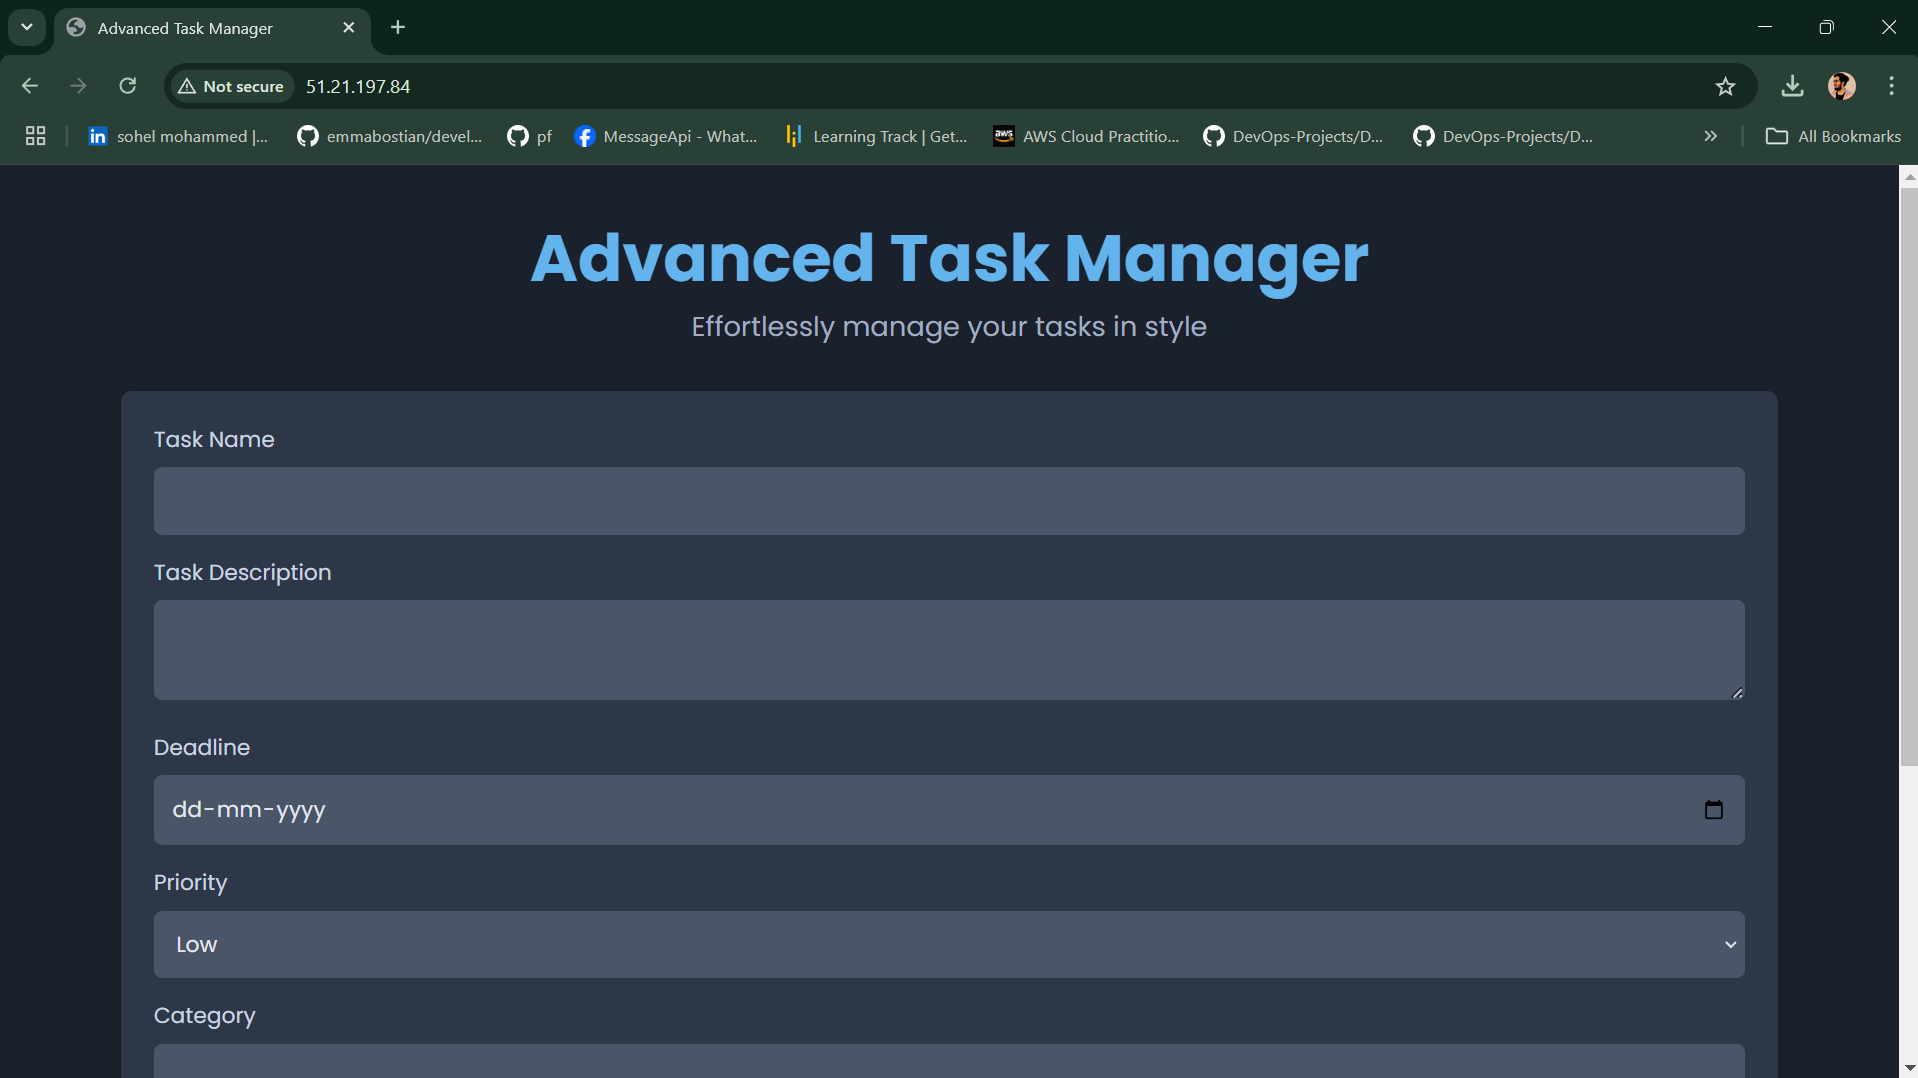 Advanced Task Manager
Not secure 51.21.197.84
in sohel mohammed |... emmabostian/devel... pf MessageApi - What... Learning Track | Get... aws AWS Cloud Practitio... DevOps-Projects/D... DevOps-Projects/D... » All Bookmarks
Advanced Task Manager
Effortlessly manage your tasks in style
Task Name
Task Description
Deadline
dd-mm-yyyy
Priority
Low
Category